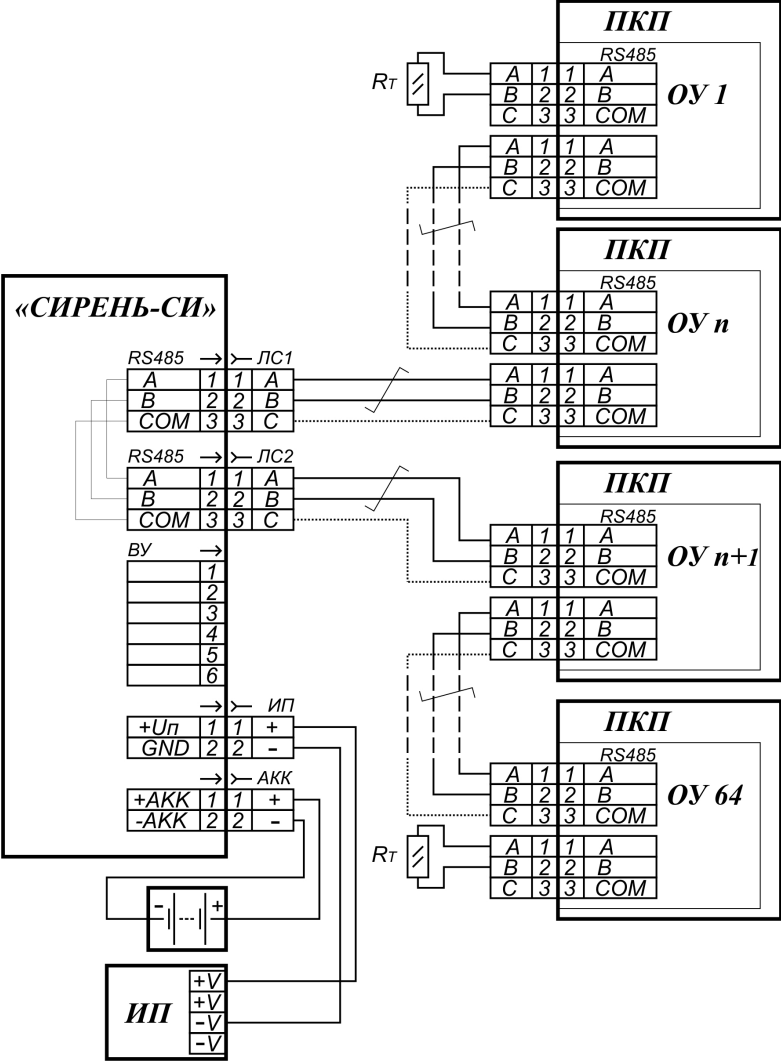 ПКП
RS485
Rт
A 1 1 A
B 2 2 B
C 3 3 COM
ОУ 1
A 1 1 A
B 2 2 B
C 3 3 COM
ПКП
RS485
A 1 1 A
B 2 2 B
C 3 3 COM
ОУ n
A 1 1 A
B 2 2 B
C 3 3 COM
«СИРЕНЬ-СИ»
RS485 ЛС1
A 1 1 A
B 2 2 B
COM 3 3 C
RS485 ЛС2
A 1 1 A
B 2 2 B
COM 3 3 C
ВУ
1
2
3
4
5
6
ИП
+Uп 1 1 +
GND 2 2 -
АКК
+АКК 1 1 +
-АКК 2 2 -
- +
ИП
+V
+V
-V
-V
ПКП
RS485
A 1 1 A
B 2 2 B
C 3 3 COM
ОУ n+1
A 1 1 A
B 2 2 B
C 3 3 COM
ПКП
RS485
A 1 1 A
B 2 2 B
C 3 3 COM
ОУ 64
Rт
A 1 1 A
B 2 2 B
C 3 3 COM